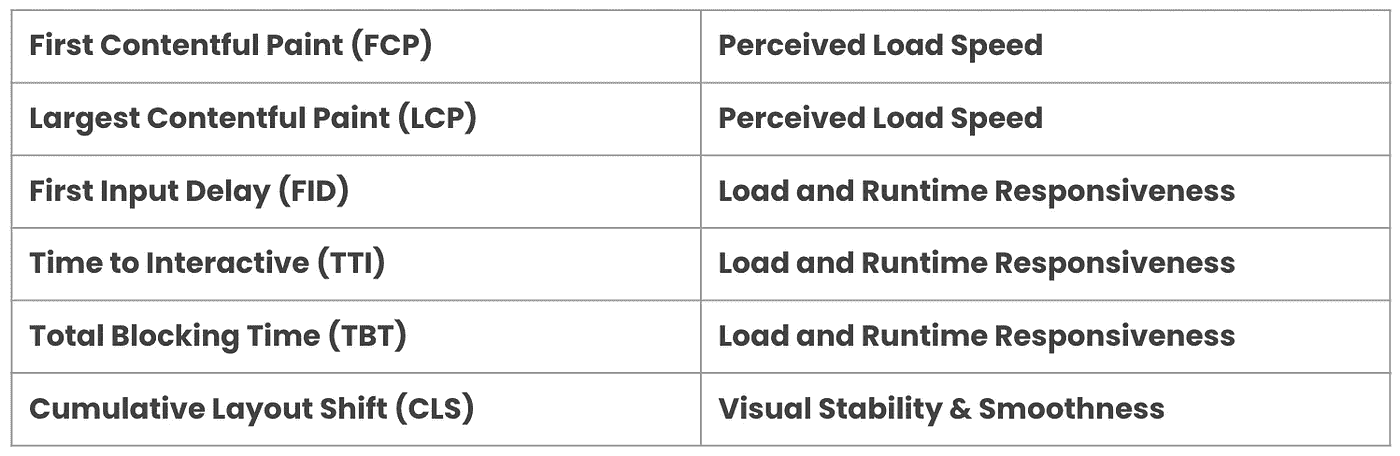 First Contentful Paint (FCP) Perceived Load Speed
Largest Contentful Paint (LCP) Perceived Load Speed
First Input Delay (FID) Load and Runtime Responsiveness
Time to Interactive (TTI) Load and Runtime Responsiveness
Total Blocking Time (TBT) Load and Runtime Responsiveness
Cumulative Layout Shift (CLS) Visual Stability & Smoothness